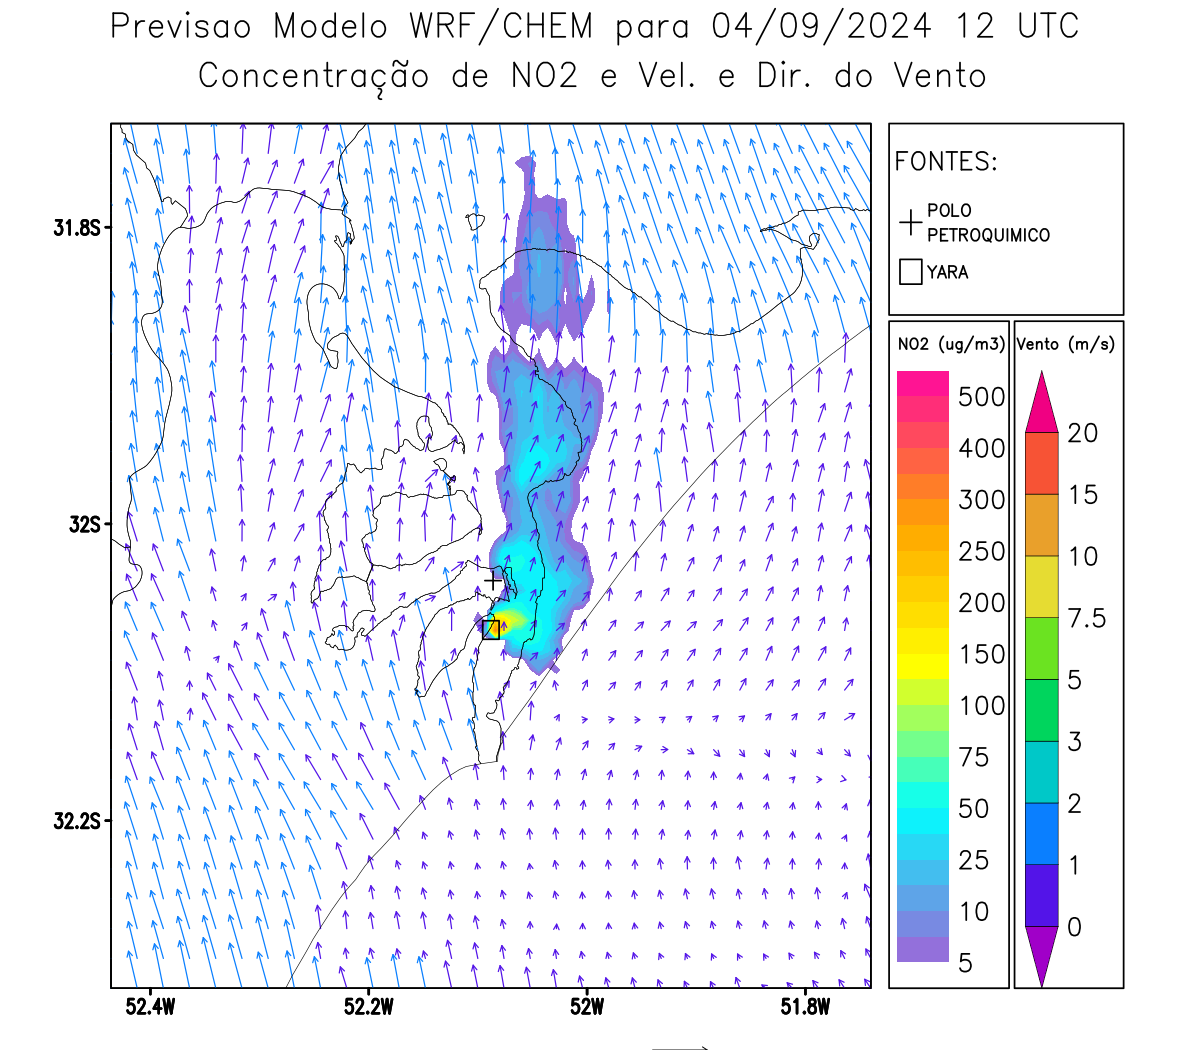 Previsao Modelo WRF/CHEM para 04/09/2024 12 UTC
Concentração de NO2 e Vel. e Dir. do Vento
FONTES:
POLO
PETROQUIMICO
YARA
NO2 (ug/m3)
500
400
300
250
200
150
100
75
50
25
10
5
Vento (m/s)
20
15
10
7.5
5
3
2
1
0
31.8S
32S
32.2S
52.4W
52.2W
52W
51.8W